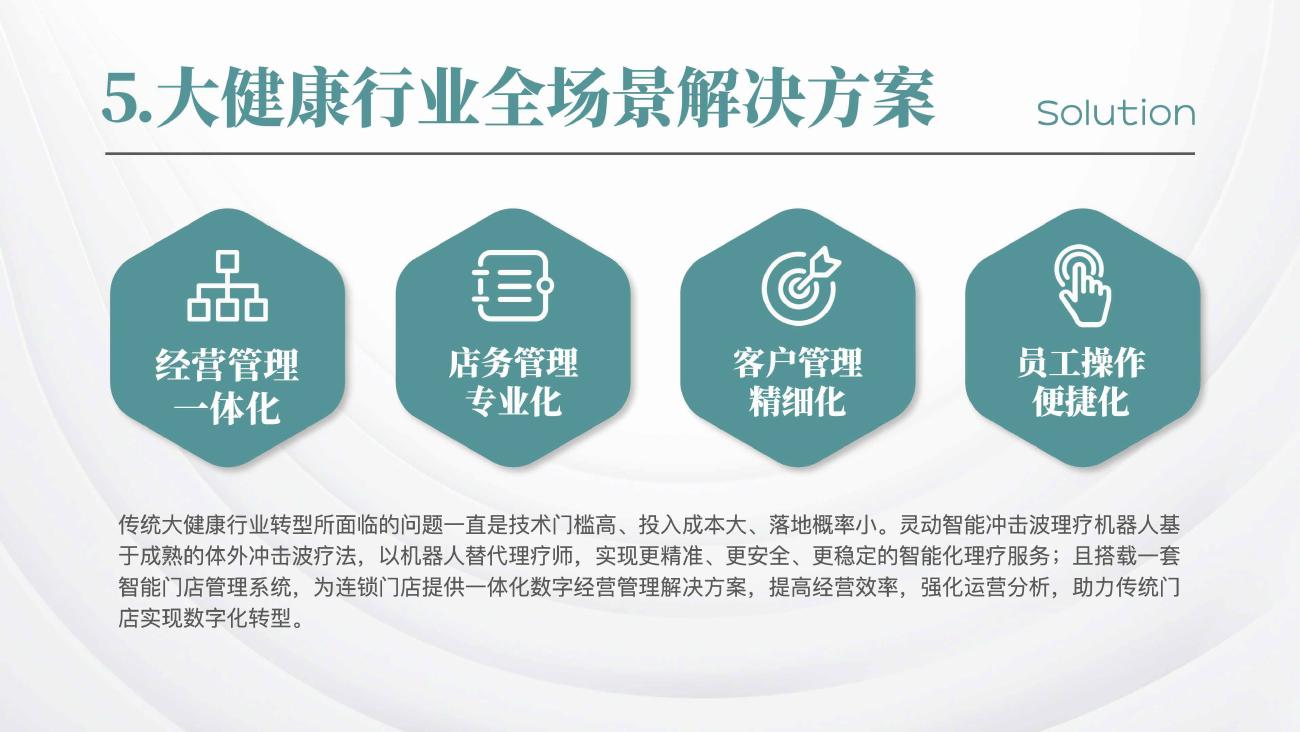 5.大健康行业全场景解决方案
Solution
经营管理
一体化
店务管理
专业化
客户管理
精细化
员工操作
便捷化
传统大健康行业转型所面临的问题一直是技术门槛高、投入成本大、落地概率小。灵动智能冲击波理疗机器人基
于成熟的体外冲击波疗法，以机器人替代理疗师，实现更精准、更安全、更稳定的智能化理疗服务；且搭载一套
智能门店管理系统，为连锁门店提供一体化数字经营管理解决方案，提高经营效率，强化运营分析，助力传统门
店实现数字化转型。